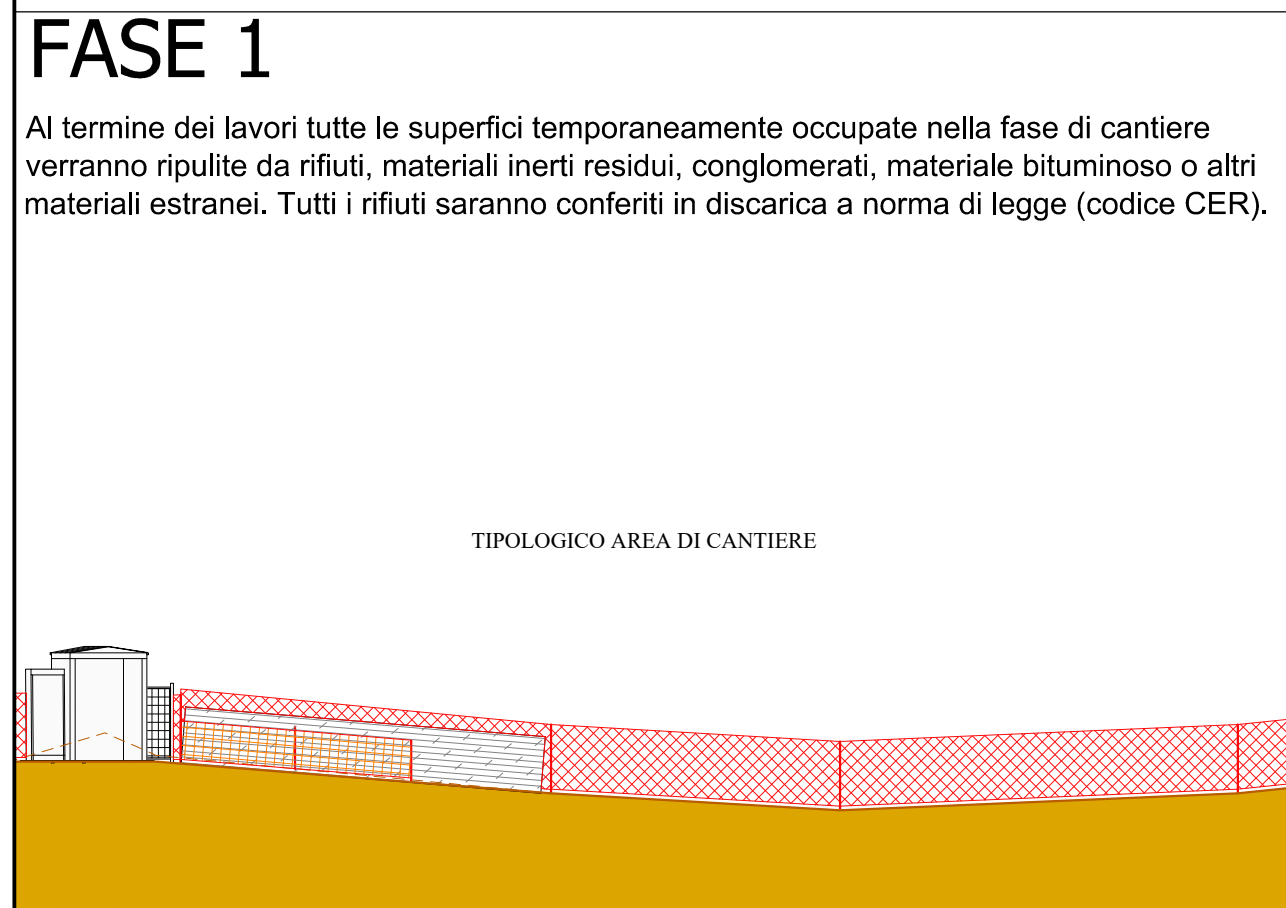 FASE 1
Al termine dei lavori tutte le superfici temporaneamente occupate nella fase di cantiere
verranno ripulite da rifiuti, materiali inerti residui, conglomerati, materiale bituminoso o altri
materiali estranei. Tutti i rifiuti saranno conferiti in discarica a norma di legge (codice CER).
TIPOLOGICO AREA DI CANTIERE